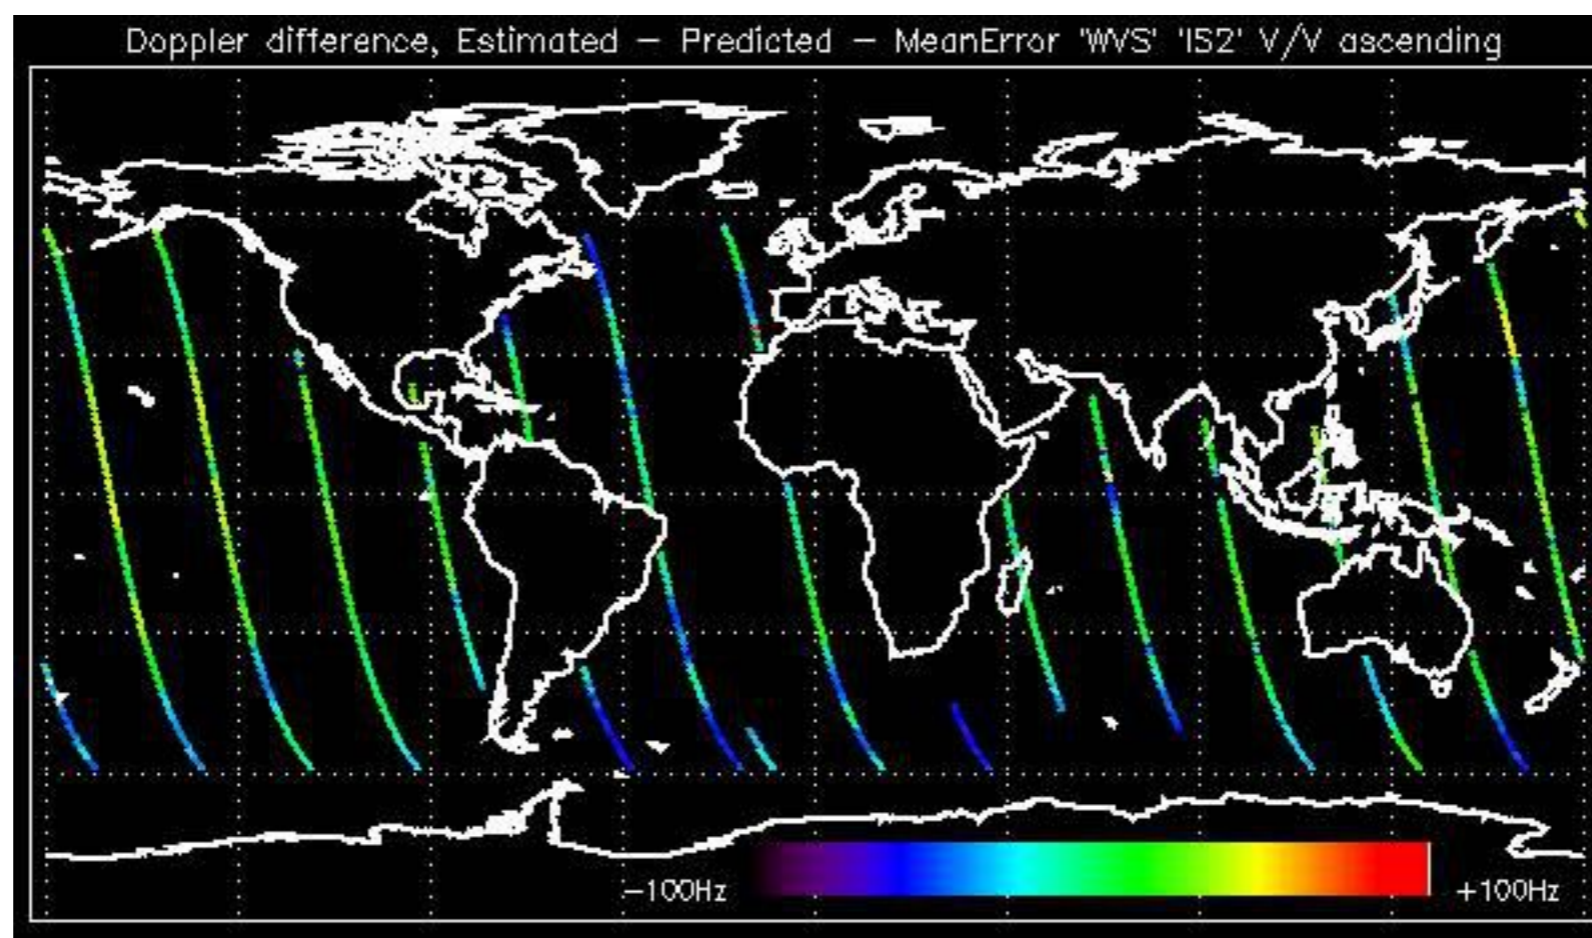 Doppler difference, Estimated – Predicted – MeanError 'WVS' 'IS2' V/V ascending
–100Hz +100Hz